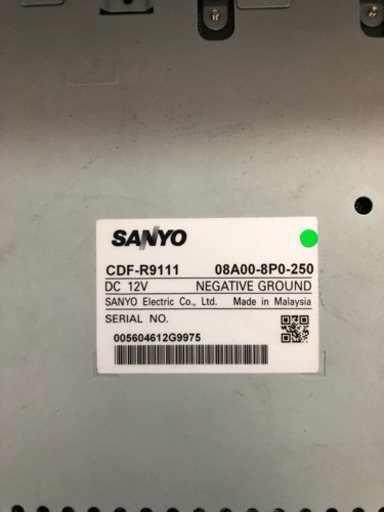 SANYO
CDF-R9111 08A00-8P0-250
DC 12V NEGATIVE GROUND
SANYO Electric Co., Ltd. Made in Malaysia
SERIAL NO.
005604612G9975